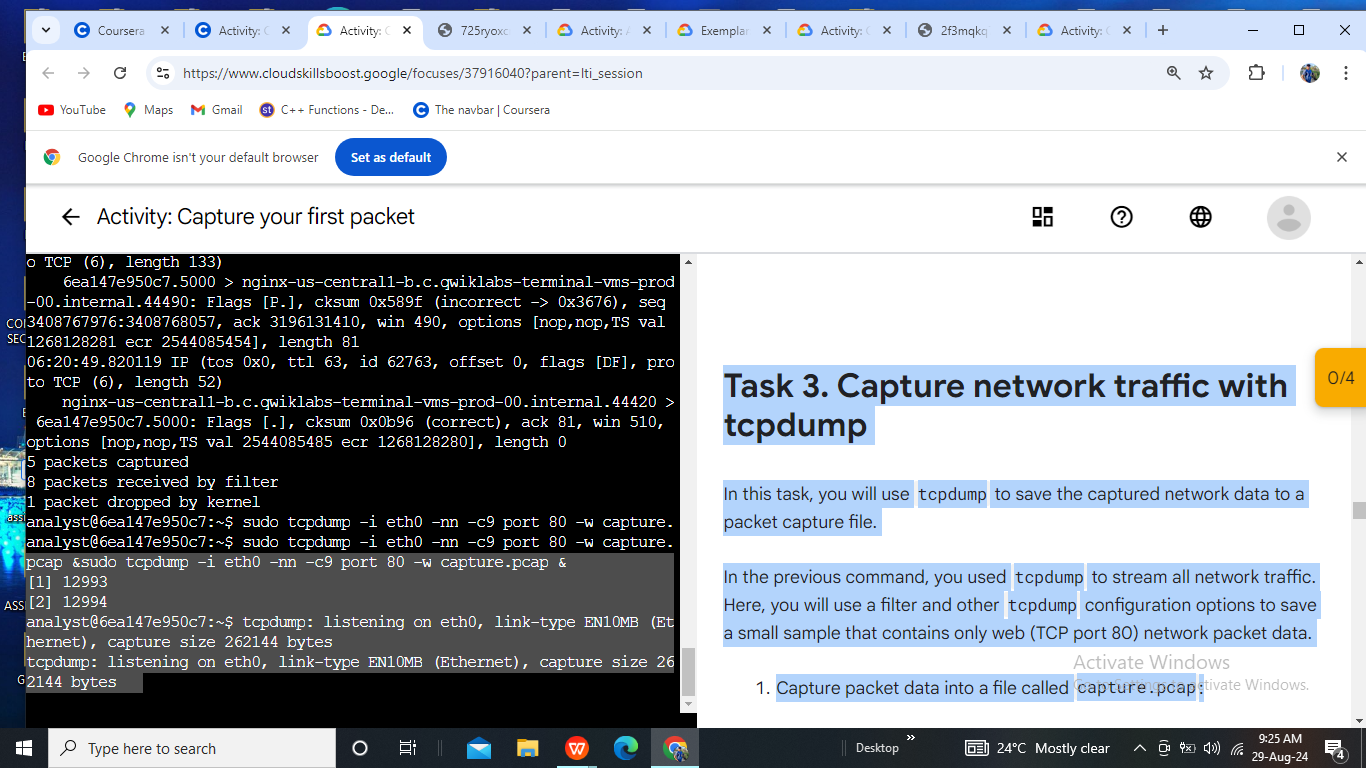 Coursera
Activity: C
Activity: C
725ryoxc
Activity: A
Exemplar
Activity: C
2f3mqkq
Activity: C
https://www.cloudskillsboost.google/focuses/37916040?parent=lti_session
YouTube
Maps
Gmail
C++ Functions - De...
The navbar | Coursera
Google Chrome isn't your default browser
Set as default
Activity: Capture your first packet
o TCP (6), length 133)
6ea147e950c7.5000 > nginx-us-central1-b.c.qwiklabs-terminal-vms-prod
-00.internal.44490: Flags [P.], cksum 0x589f (incorrect -> 0x3676), seq
3408767976:3408768057, ack 3196131410, win 490, options [nop,nop,TS val
1268128281 ecr 2544085454], length 81
06:20:49.820119 IP (tos 0x0, ttl 63, id 62763, offset 0, flags [DF], pro
to TCP (6), length 52)
nginx-us-central1-b.c.qwiklabs-terminal-vms-prod-00.internal.44420 >
6ea147e950c7.5000: Flags [.], cksum 0x0b96 (correct), ack 81, win 510,
options [nop,nop,TS val 2544085485 ecr 1268128280], length 0
5 packets captured
8 packets received by filter
1 packet dropped by kernel
analyst@6ea147e950c7:~$ sudo tcpdump -i eth0 -nn -c9 port 80 -w capture.
analyst@6ea147e950c7:~$ sudo tcpdump -i eth0 -nn -c9 port 80 -w capture.
pcap &sudo tcpdump -i eth0 -nn -c9 port 80 -w capture.pcap &
[1] 12993
[2] 12994
analyst@6ea147e950c7:~$ tcpdump: listening on eth0, link-type EN10MB (Et
hernet), capture size 262144 bytes
tcpdump: listening on eth0, link-type EN10MB (Ethernet), capture size 26
2144 bytes
0/4
Task 3. Capture network traffic with
tcpdump
In this task, you will use tcpdump to save the captured network data to a
packet capture file.
In the previous command, you used tcpdump to stream all network traffic.
Here, you will use a filter and other tcpdump configuration options to save
a small sample that contains only web (TCP port 80) network packet data.
1. Capture packet data into a file called capture.pcap:
Activate Windows
Go to Settings to activate Windows.
Type here to search
Desktop
24°C Mostly clear
9:25 AM
29-Aug-24
4